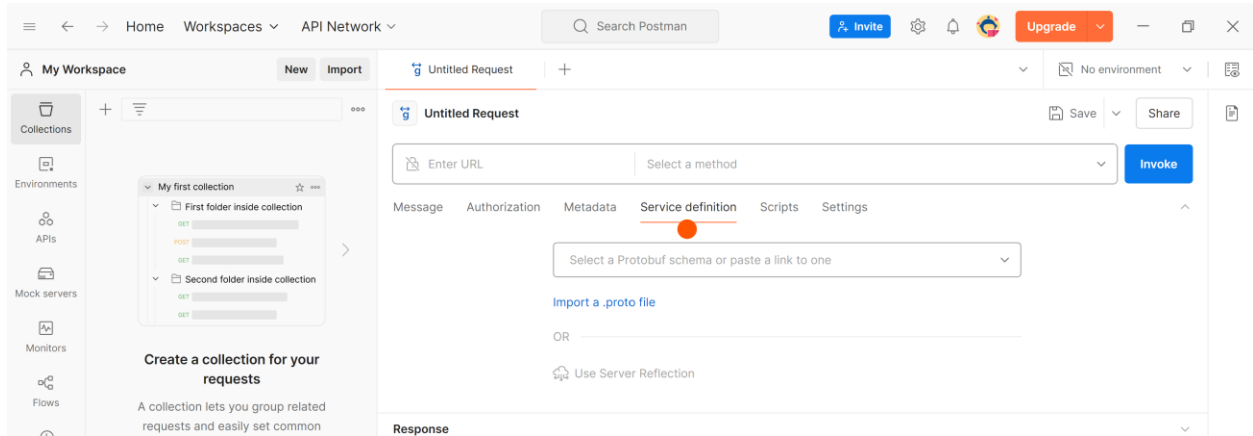 Home Workspaces API Network Search Postman Invite Upgrade
My Workspace New Import Untitled Request No environment
Collections
Environments
APIs
Mock servers
Monitors
Flows
My first collection
First folder inside collection
GET
POST
GET
Second folder inside collection
GET
GET
Create a collection for your
requests
A collection lets you group related
requests and easily set common
Untitled Request Save Share
Enter URL Select a method Invoke
Message Authorization Metadata Service definition Scripts Settings
Select a Protobuf schema or paste a link to one
Import a .proto file
OR
Use Server Reflection
Response